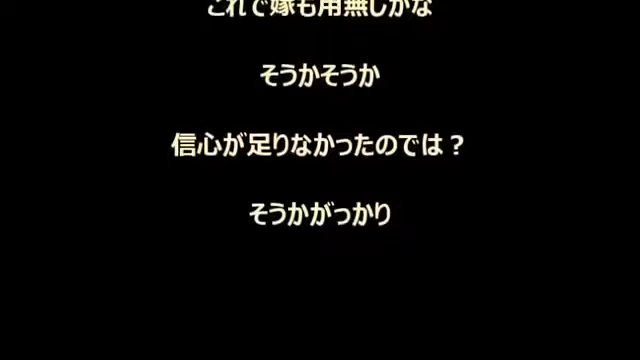 これで嫁も用無しかな
そうかそうか
信心が足りなかったのでは？
そうかがっかり